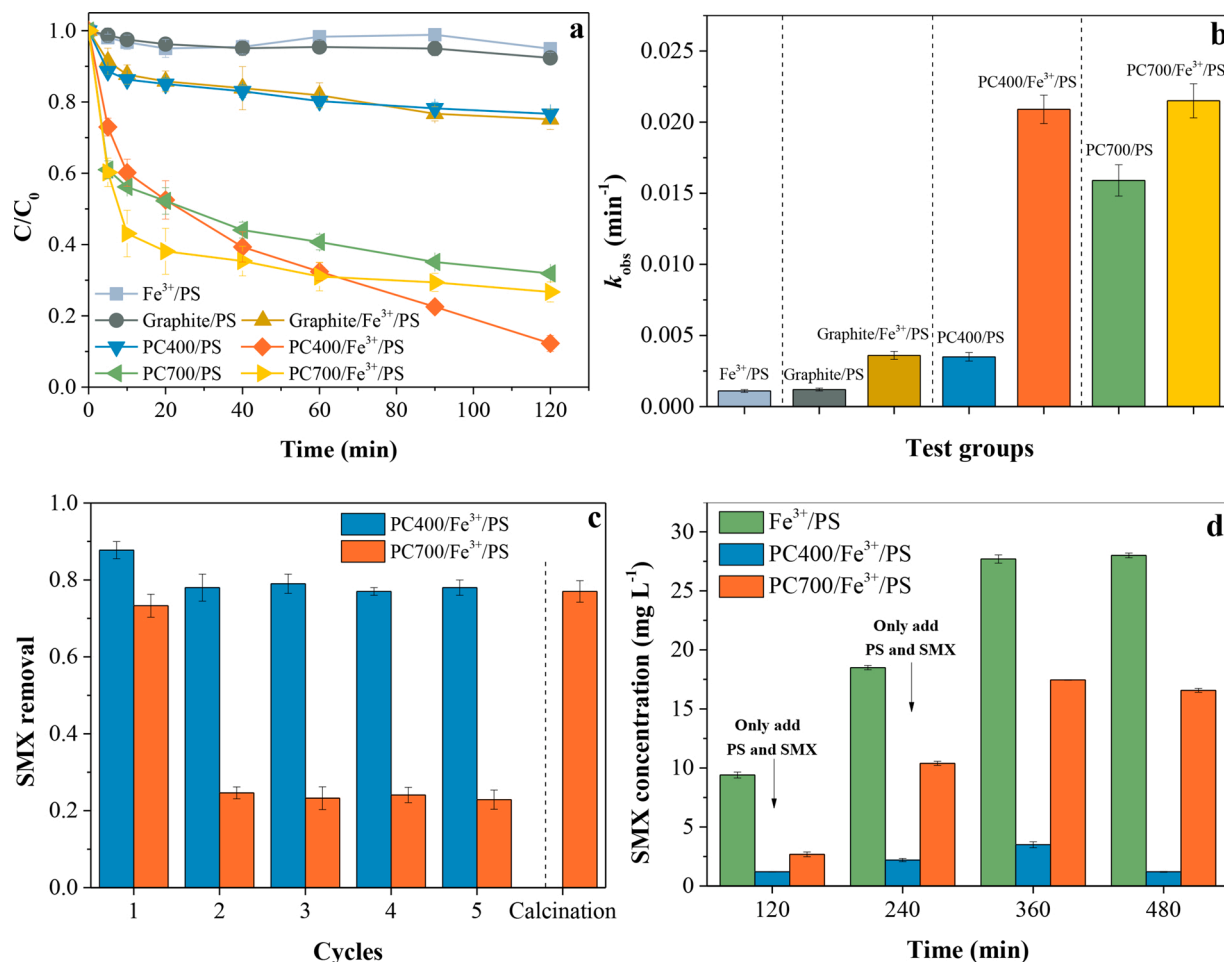 a
C/C₀
1.0
0.8
0.6
0.4
0.2
0.0
Fe³⁺/PS
Graphite/PS
Graphite/Fe³⁺/PS
PC400/PS
PC400/Fe³⁺/PS
PC700/PS
PC700/Fe³⁺/PS
0 20 40 60 80 100 120
Time (min)
b
k_obs (min⁻¹)
0.025
0.020
0.015
0.010
0.005
0.000
Fe³⁺/PS
Graphite/PS
Graphite/Fe³⁺/PS
PC400/PS
PC400/Fe³⁺/PS
PC700/PS
PC700/Fe³⁺/PS
Test groups
c
SMX removal
1.0
0.8
0.6
0.4
0.2
0.0
PC400/Fe³⁺/PS
PC700/Fe³⁺/PS
1 2 3 4 5 Calcination
Cycles
d
SMX concentration (mg L⁻¹)
30
25
20
15
10
5
0
Fe³⁺/PS
PC400/Fe³⁺/PS
PC700/Fe³⁺/PS
Only add
PS and SMX
Only add
PS and SMX
120 240 360 480
Time (min)